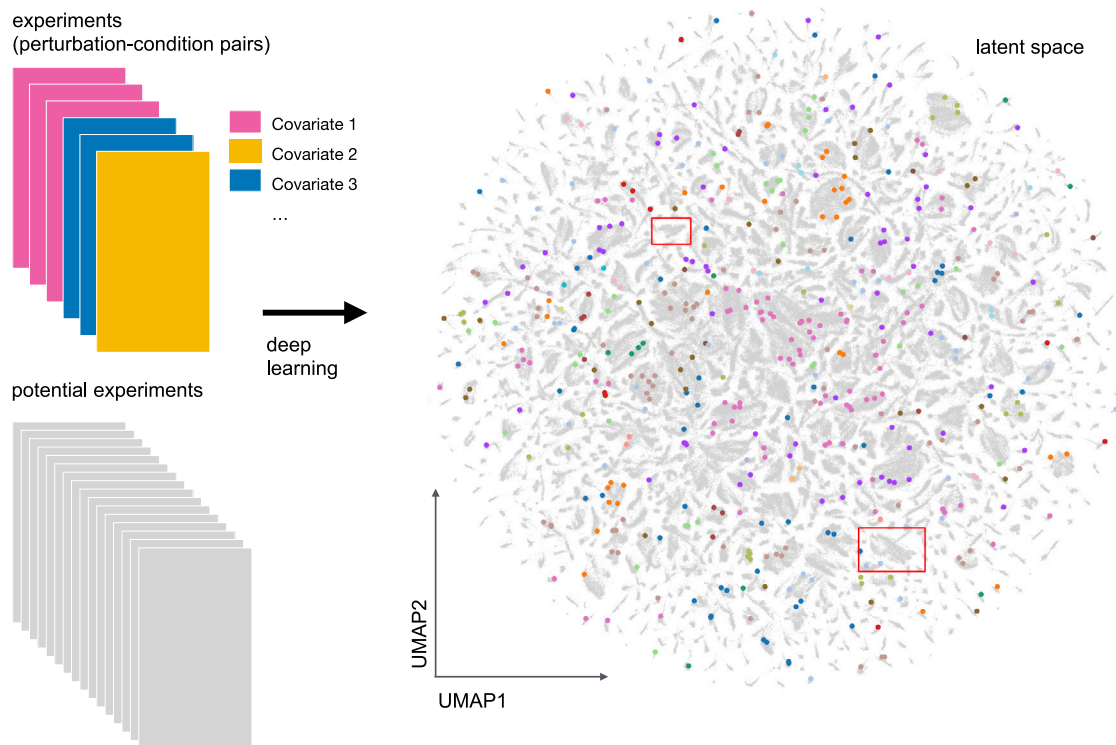 experiments
(perturbation-condition pairs)
Covariate 1
Covariate 2
Covariate 3
...
deep
learning
potential experiments
latent space
UMAP2
UMAP1